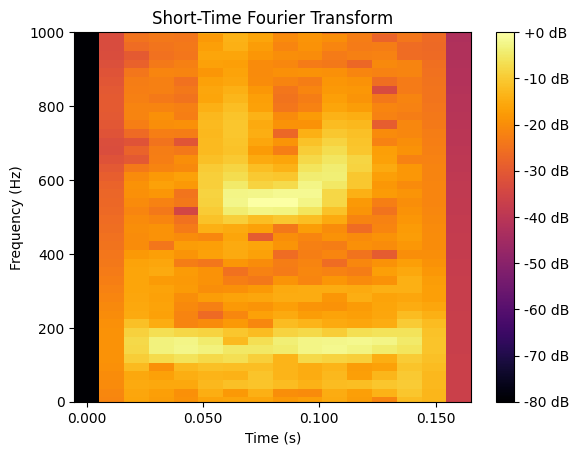 Short-Time Fourier Transform
1000
800
600
400
200
0
Frequency (Hz)
0.000
0.050
0.100
0.150
Time (s)
+0 dB
-10 dB
-20 dB
-30 dB
-40 dB
-50 dB
-60 dB
-70 dB
-80 dB